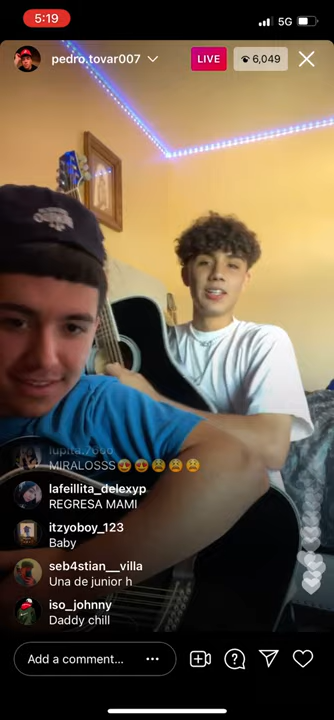 5:19
5G
pedro.tovar007
LIVE
6,049
MIRALOSSS😍😍😫😫😫
lafeillita_delexyp
REGRESA MAMI
itzyoboy_123
Baby
seb4stian__villa
Una de junior h
iso_johnny
Daddy chill
Add a comment...